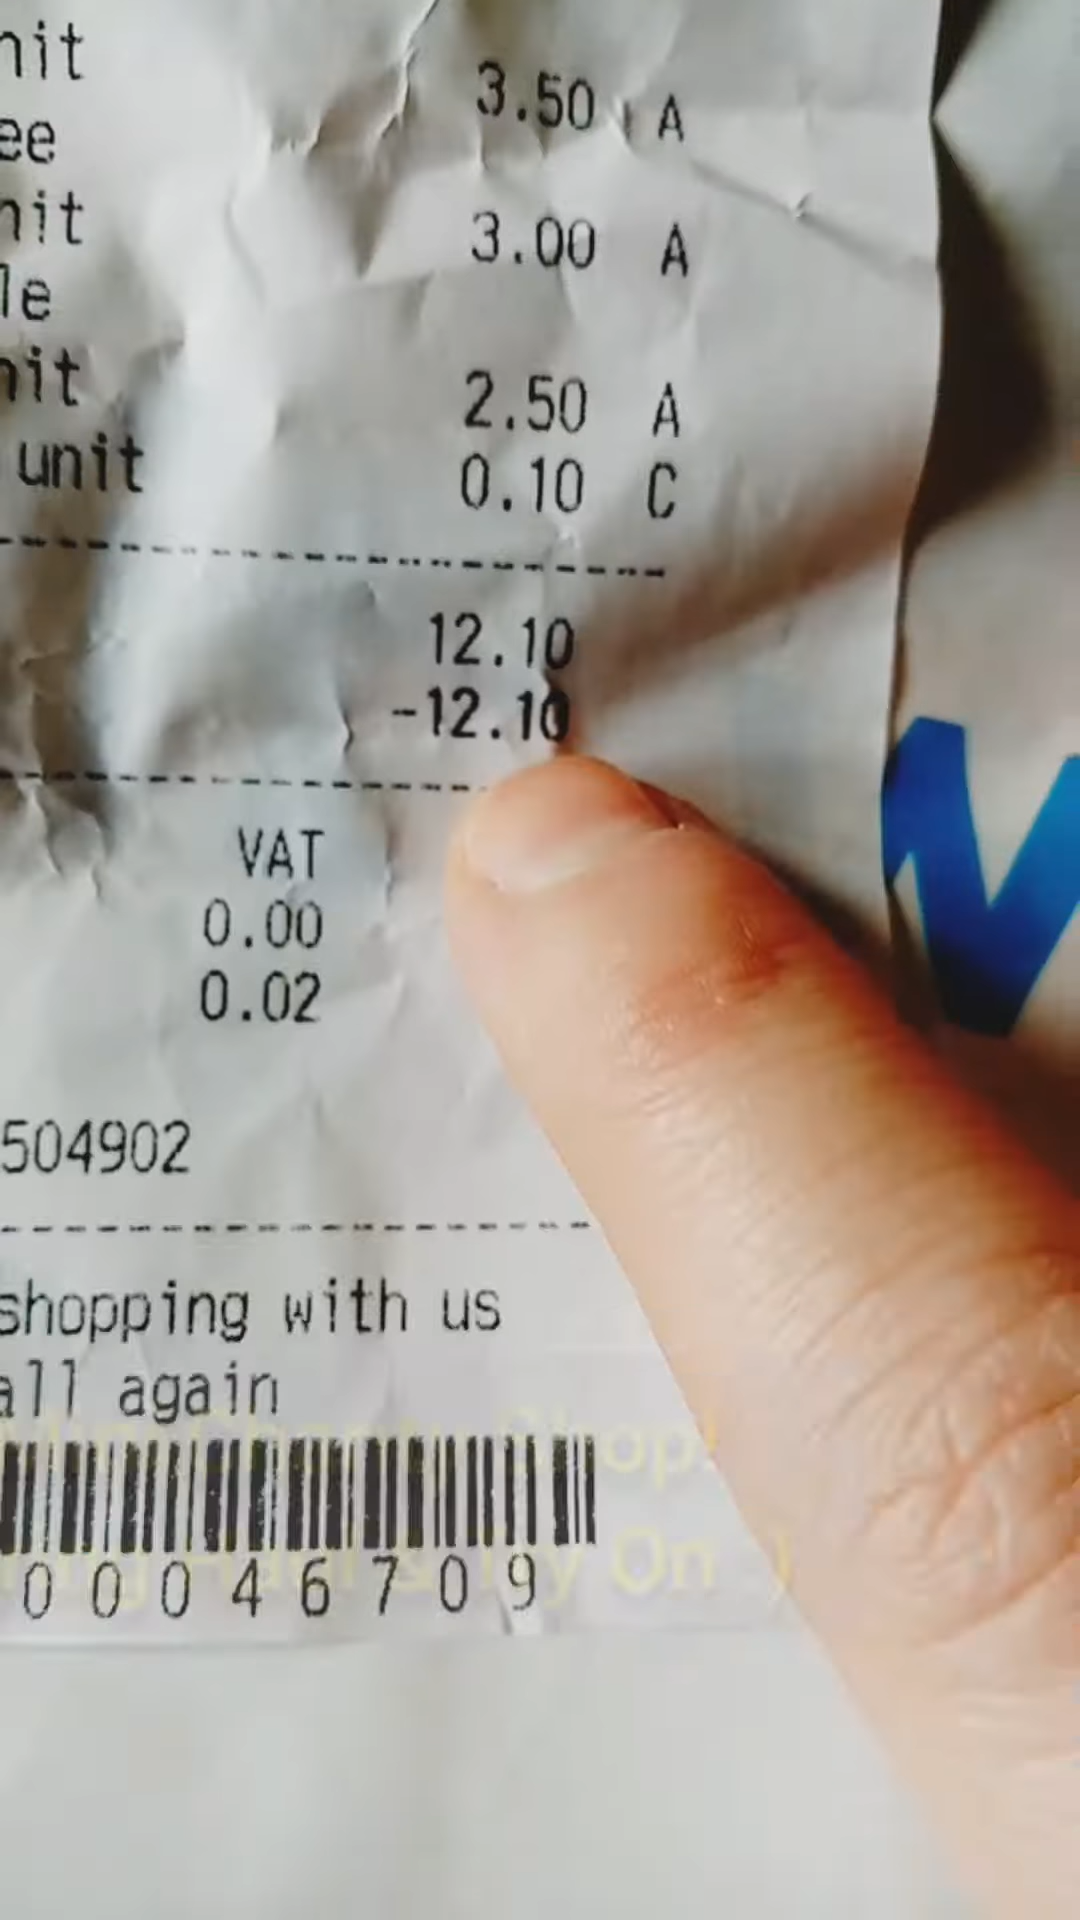 nit
3.50 A
ee
nit
3.00 A
le
nit
2.50 A
unit 0.10 C
12.10
-12.10
VAT
0.00
0.02
504902
shopping with us
all again
00046709